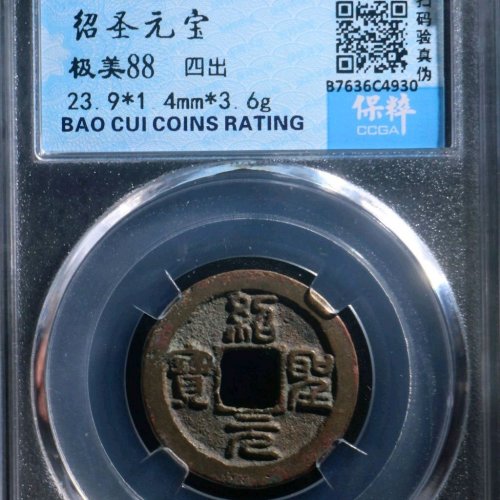 绍圣元宝
极美88 四出
23.9*1.4mm*3.6g
BAO CUI COINS RATING
扫码验真伪
B7636C4930
保粹
CCGA
紹聖元寶